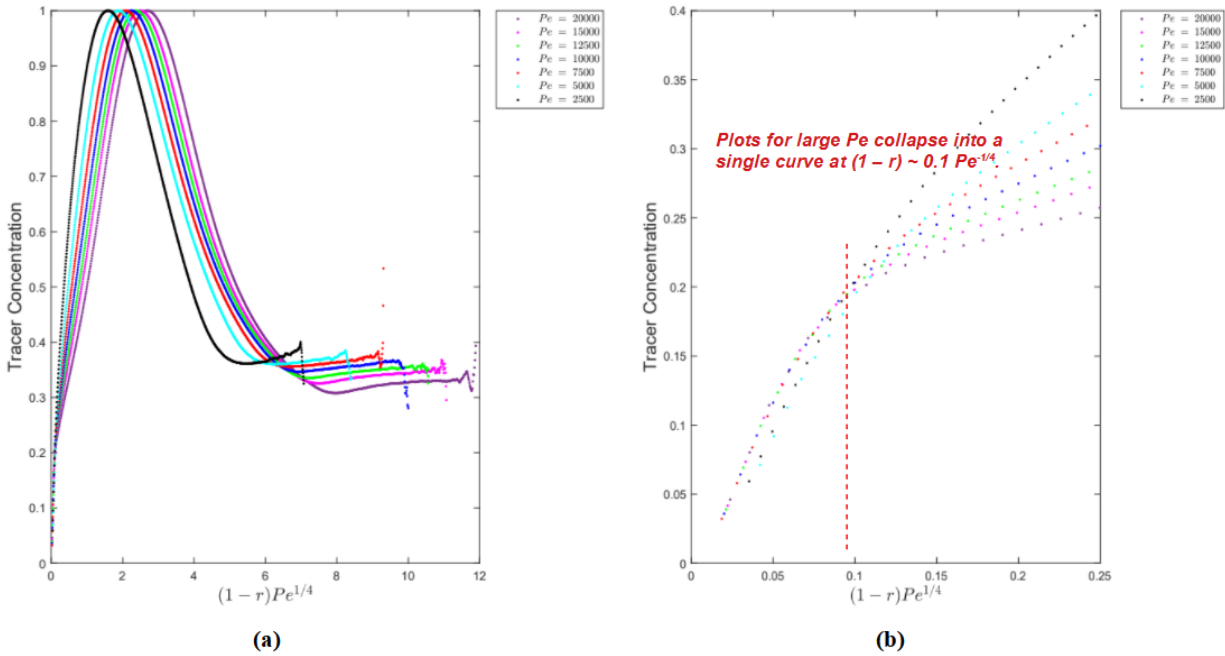 1
0.9
0.8
0.7
0.6
0.5
0.4
0.3
0.2
0.1
0
0 2 4 6 8 10 12
Tracer Concentration
(1 − r)Pe^{1/4}
Pe = 20000
Pe = 15000
Pe = 12500
Pe = 10000
Pe = 7500
Pe = 5000
Pe = 2500
(a)
0.4
0.35
0.3
0.25
0.2
0.15
0.1
0.05
0
0 0.05 0.1 0.15 0.2 0.25
Tracer Concentration
(1 − r)Pe^{1/4}
Plots for large Pe collapse into a
single curve at (1 – r) ~ 0.1 Pe^{-1/4}.
Pe = 20000
Pe = 15000
Pe = 12500
Pe = 10000
Pe = 7500
Pe = 5000
Pe = 2500
(b)